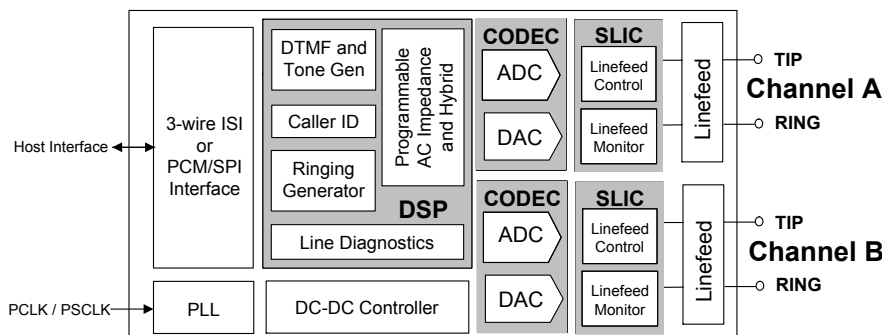 Host Interface
PCLK / PSCLK
3-wire ISI
or
PCM/SPI
Interface
PLL
DTMF and
Tone Gen
Caller ID
Ringing
Generator
Programmable
AC Impedance
and Hybrid
DSP
Line Diagnostics
DC-DC Controller
CODEC
ADC
DAC
SLIC
Linefeed
Control
Linefeed
Monitor
Linefeed
TIP
Channel A
RING
CODEC
ADC
DAC
SLIC
Linefeed
Control
Linefeed
Monitor
Linefeed
TIP
Channel B
RING